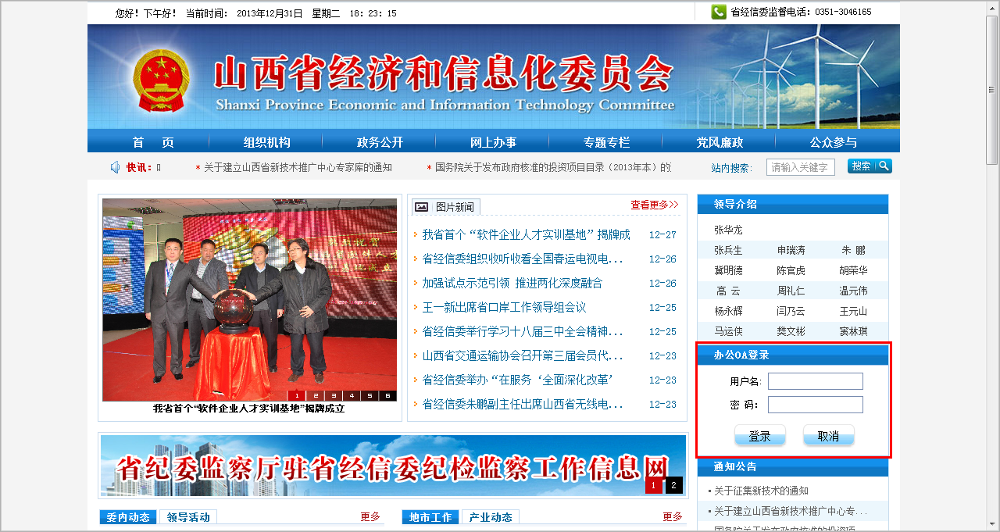 您好！下午好！ 当前时间： 2013年12月31日 星期二 18：23：15
省经信委监督电话：0351-3046165
山西省经济和信息化委员会
Shanxi Province Economic and Information Technology Committee
首 页 组织机构 政务公开 网上办事 专题专栏 党风廉政 公众参与
快讯：
* 关于建立山西省新技术推广中心专家库的通知 * 国务院关于发布政府核准的投资项目目录（2013年本）的
站内搜索： 请输入关键字 搜索
1 2 3 4 5 6
我省首个“软件企业人才实训基地”揭牌成立
图片新闻 查看更多>>
我省首个“软件企业人才实训基地”揭牌成 12-27
省经信委组织收听收看全国春运电视电... 12-26
加强试点示范引领 推进两化深度融合 12-26
王一新出席省口岸工作领导组会议 12-25
省经信委举行学习十八届三中全会精神... 12-25
山西省交通运输协会召开第三届会员代... 12-23
省经信委举办“在服务‘全面深化改革’ 12-23
省经信委朱鹏副主任出席山西省无线电... 12-23
领导介绍
张华龙
张兵生 申瑞涛 朱 鹏
冀明德 陈官虎 胡荣华
高 云 周礼仁 温元伟
杨永辉 闫乃云 王元山
马运侠 樊文彬 窦林琪
办公OA登录
用户名:
密 码：
登录 取消
通知公告
关于征集新技术的通知
关于建立山西省新技术推广中心专...
国务院关于发布政府核准的投资项
省纪委监察厅驻省经信委纪检监察工作信息网
1 2
委内动态 领导活动 更多
地市工作 产业动态 更多